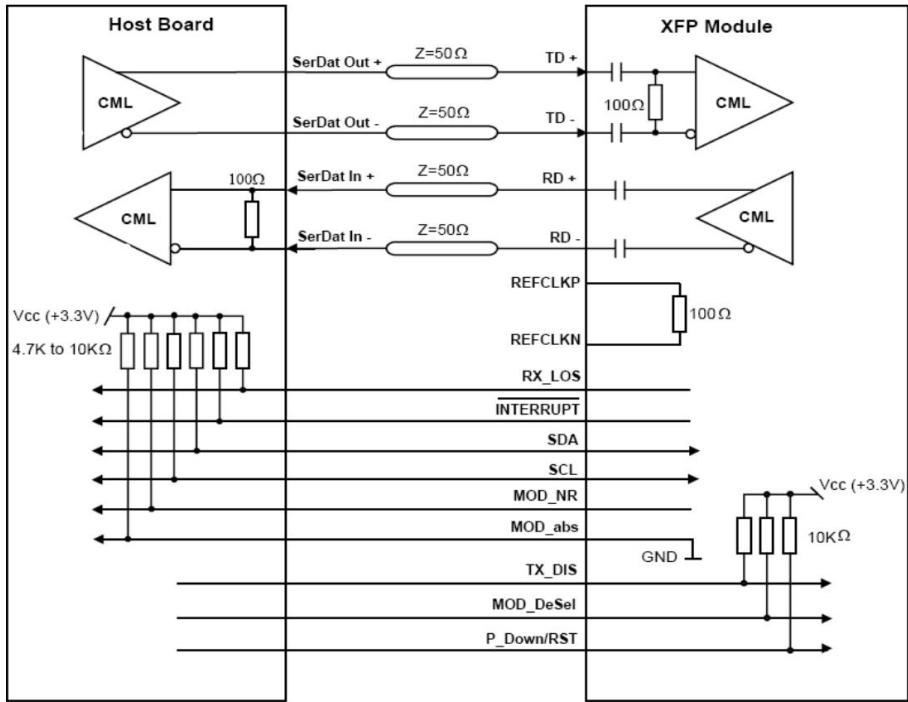 Host Board
XFP Module
SerDat Out +
Z=50Ω
TD +
CML
100Ω
CML
SerDat Out -
Z=50Ω
TD -
100Ω
SerDat In +
Z=50Ω
RD +
CML
CML
SerDat In -
Z=50Ω
RD -
REFCLKP
100Ω
REFCLKN
Vcc (+3.3V)
4.7K to 10KΩ
RX_LOS
INTERRUPT
SDA
SCL
MOD_NR
Vcc (+3.3V)
MOD_abs
10KΩ
GND
TX_DIS
MOD_DeSel
P_Down/RST